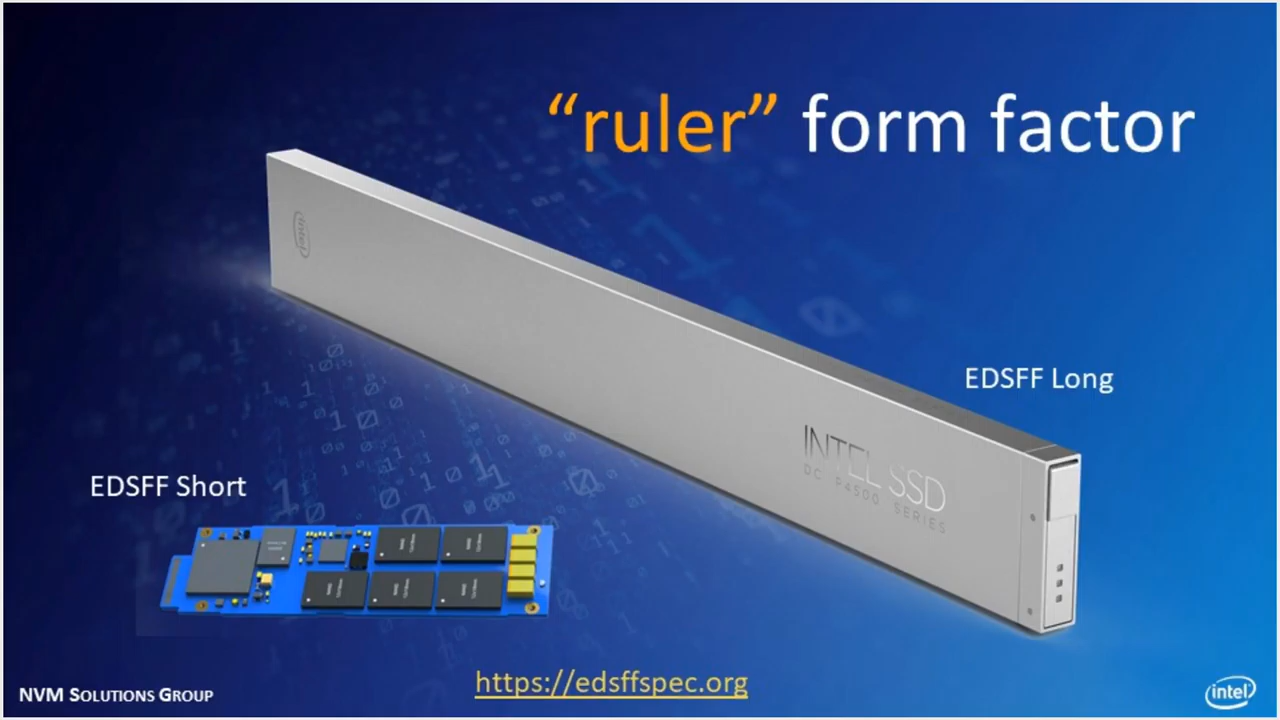 “ruler” form factor
intel
EDSFF Long
INTEL SSD
DC P4500 SERIES
EDSFF Short
https://edsffspec.org
NVM SOLUTIONS GROUP
intel